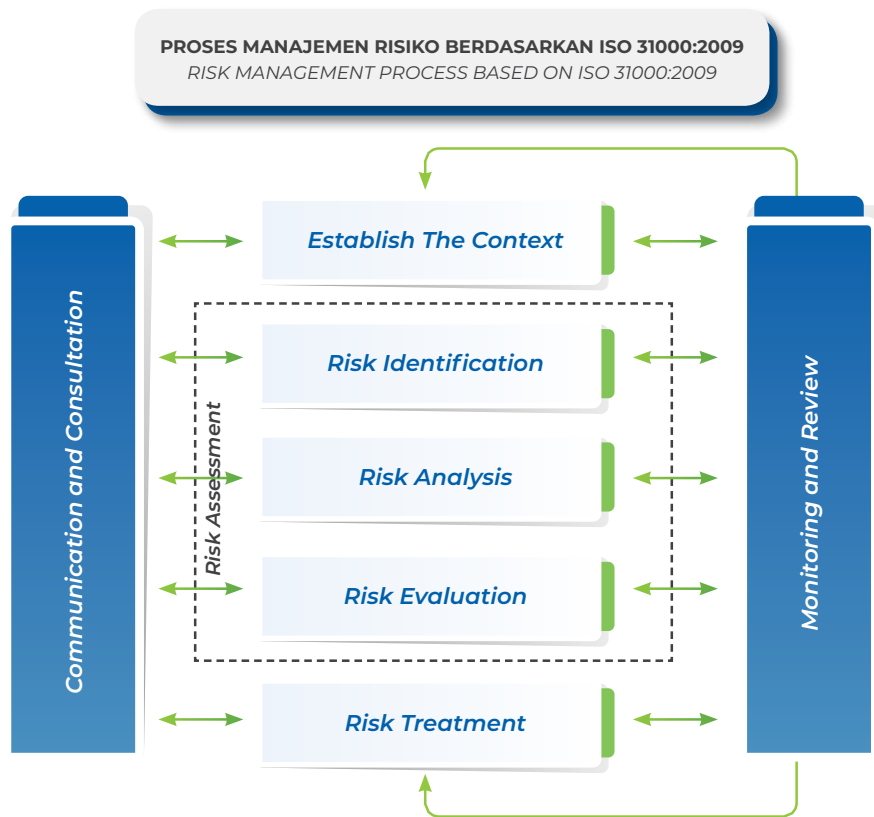 PROSES MANAJEMEN RISIKO BERDASARKAN ISO 31000:2009
RISK MANAGEMENT PROCESS BASED ON ISO 31000:2009
Communication and Consultation
Establish The Context
Risk Assessment
Risk Identification
Risk Analysis
Risk Evaluation
Risk Treatment
Monitoring and Review